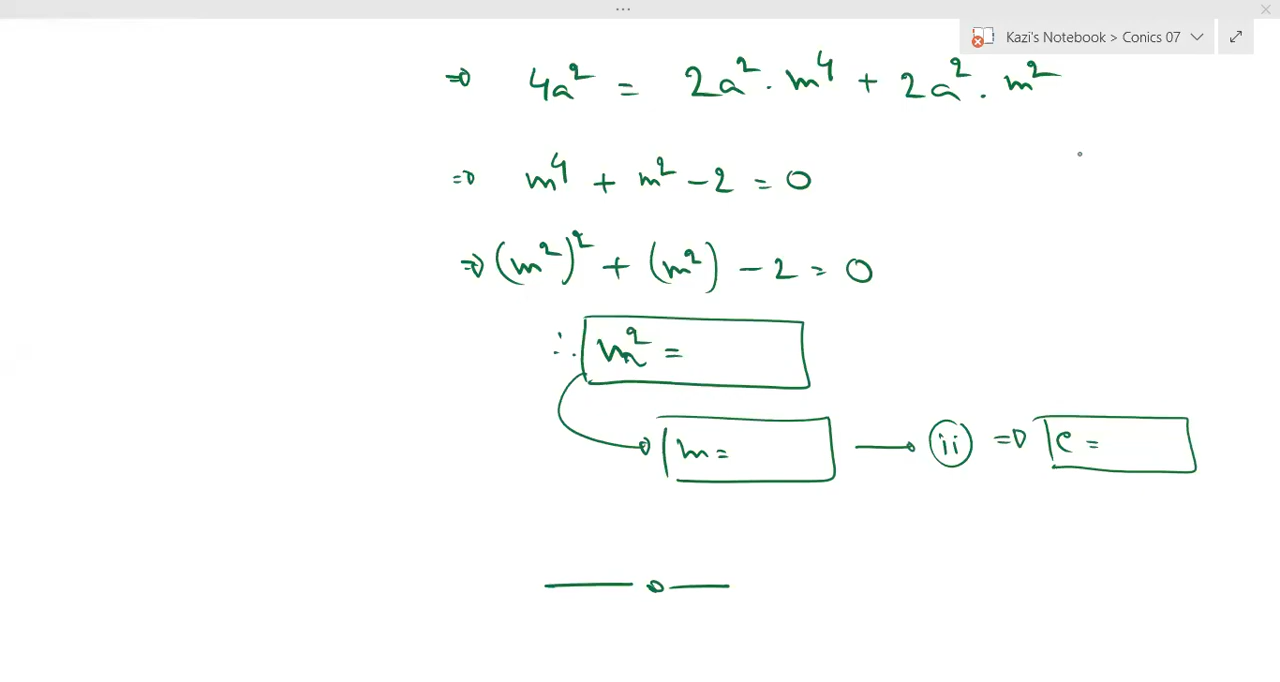 Kazi's Notebook > Conics 07
⇒ 4a² = 2a² . m⁴ + 2a² . m²
⇒ m⁴ + m² - 2 = 0
⇒ (m²)² + (m²) - 2 = 0
∴ m² =
m = → (ii) ⇒ c =